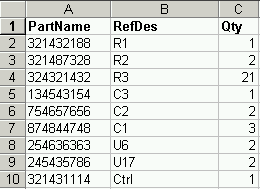 A B C
1 PartName RefDes Qty
2 321432188 R1 1
3 321487328 R2 2
4 324321432 R3 21
5 134543154 C3 1
6 754657656 C2 2
7 874844748 C1 3
8 254636363 U6 2
9 245435786 U17 2
10 321431114 Ctrl 1